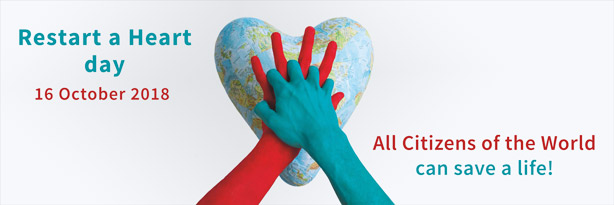 Restart a Heart
day
16 October 2018
All Citizens of the World
can save a life!